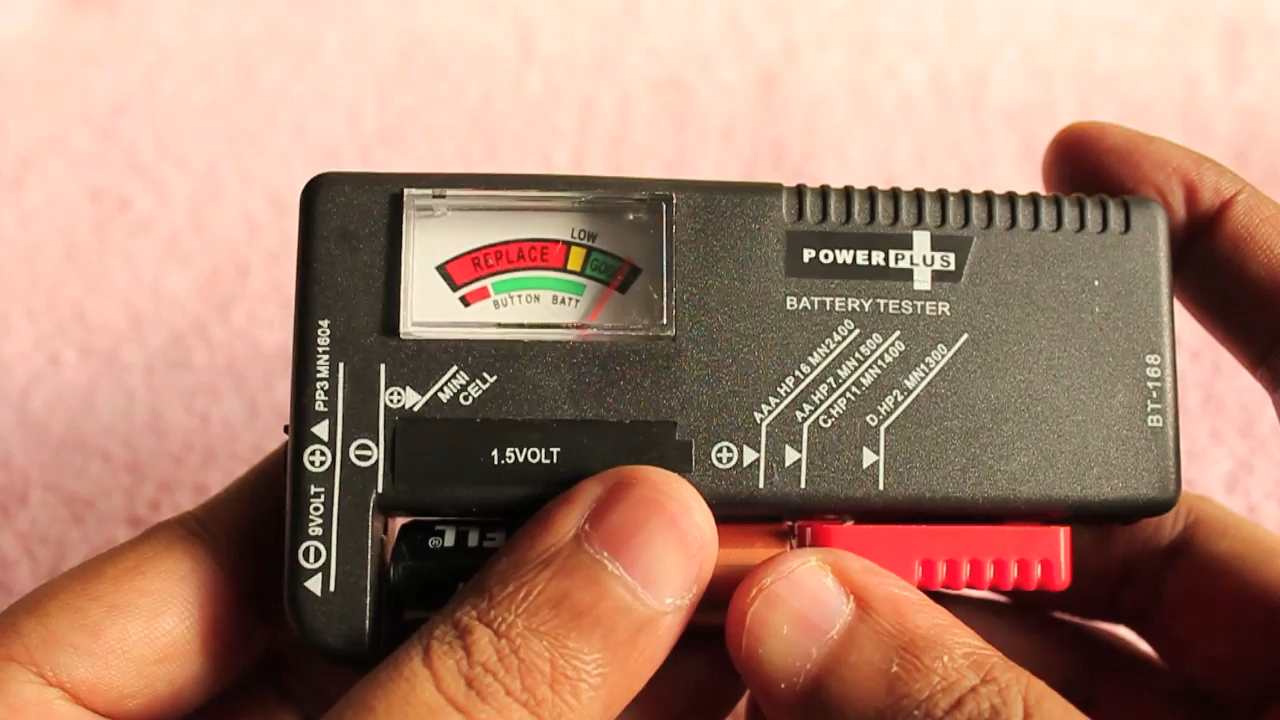 LOW
REPLACE
GOOD
BUTTON BATT
POWER PLUS
BATTERY TESTER
PP3 MN1604
9VOLT
MINI
CELL
1.5VOLT
AAA.HP16.MN2400
AA.HP7.MN1500
C.HP11.MN1400
D.HP2.MN1300
BT-168